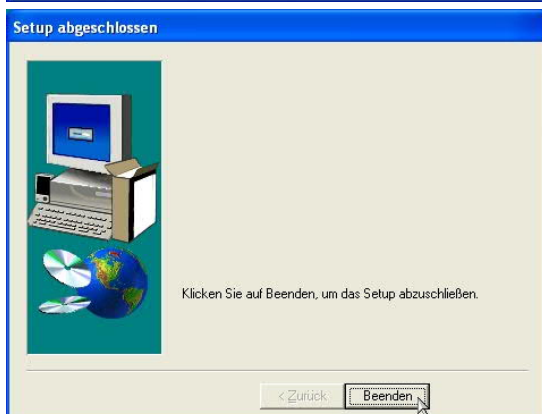 Setup abgeschlossen
Klicken Sie auf Beenden, um das Setup abzuschließen.
< Zurück Beenden